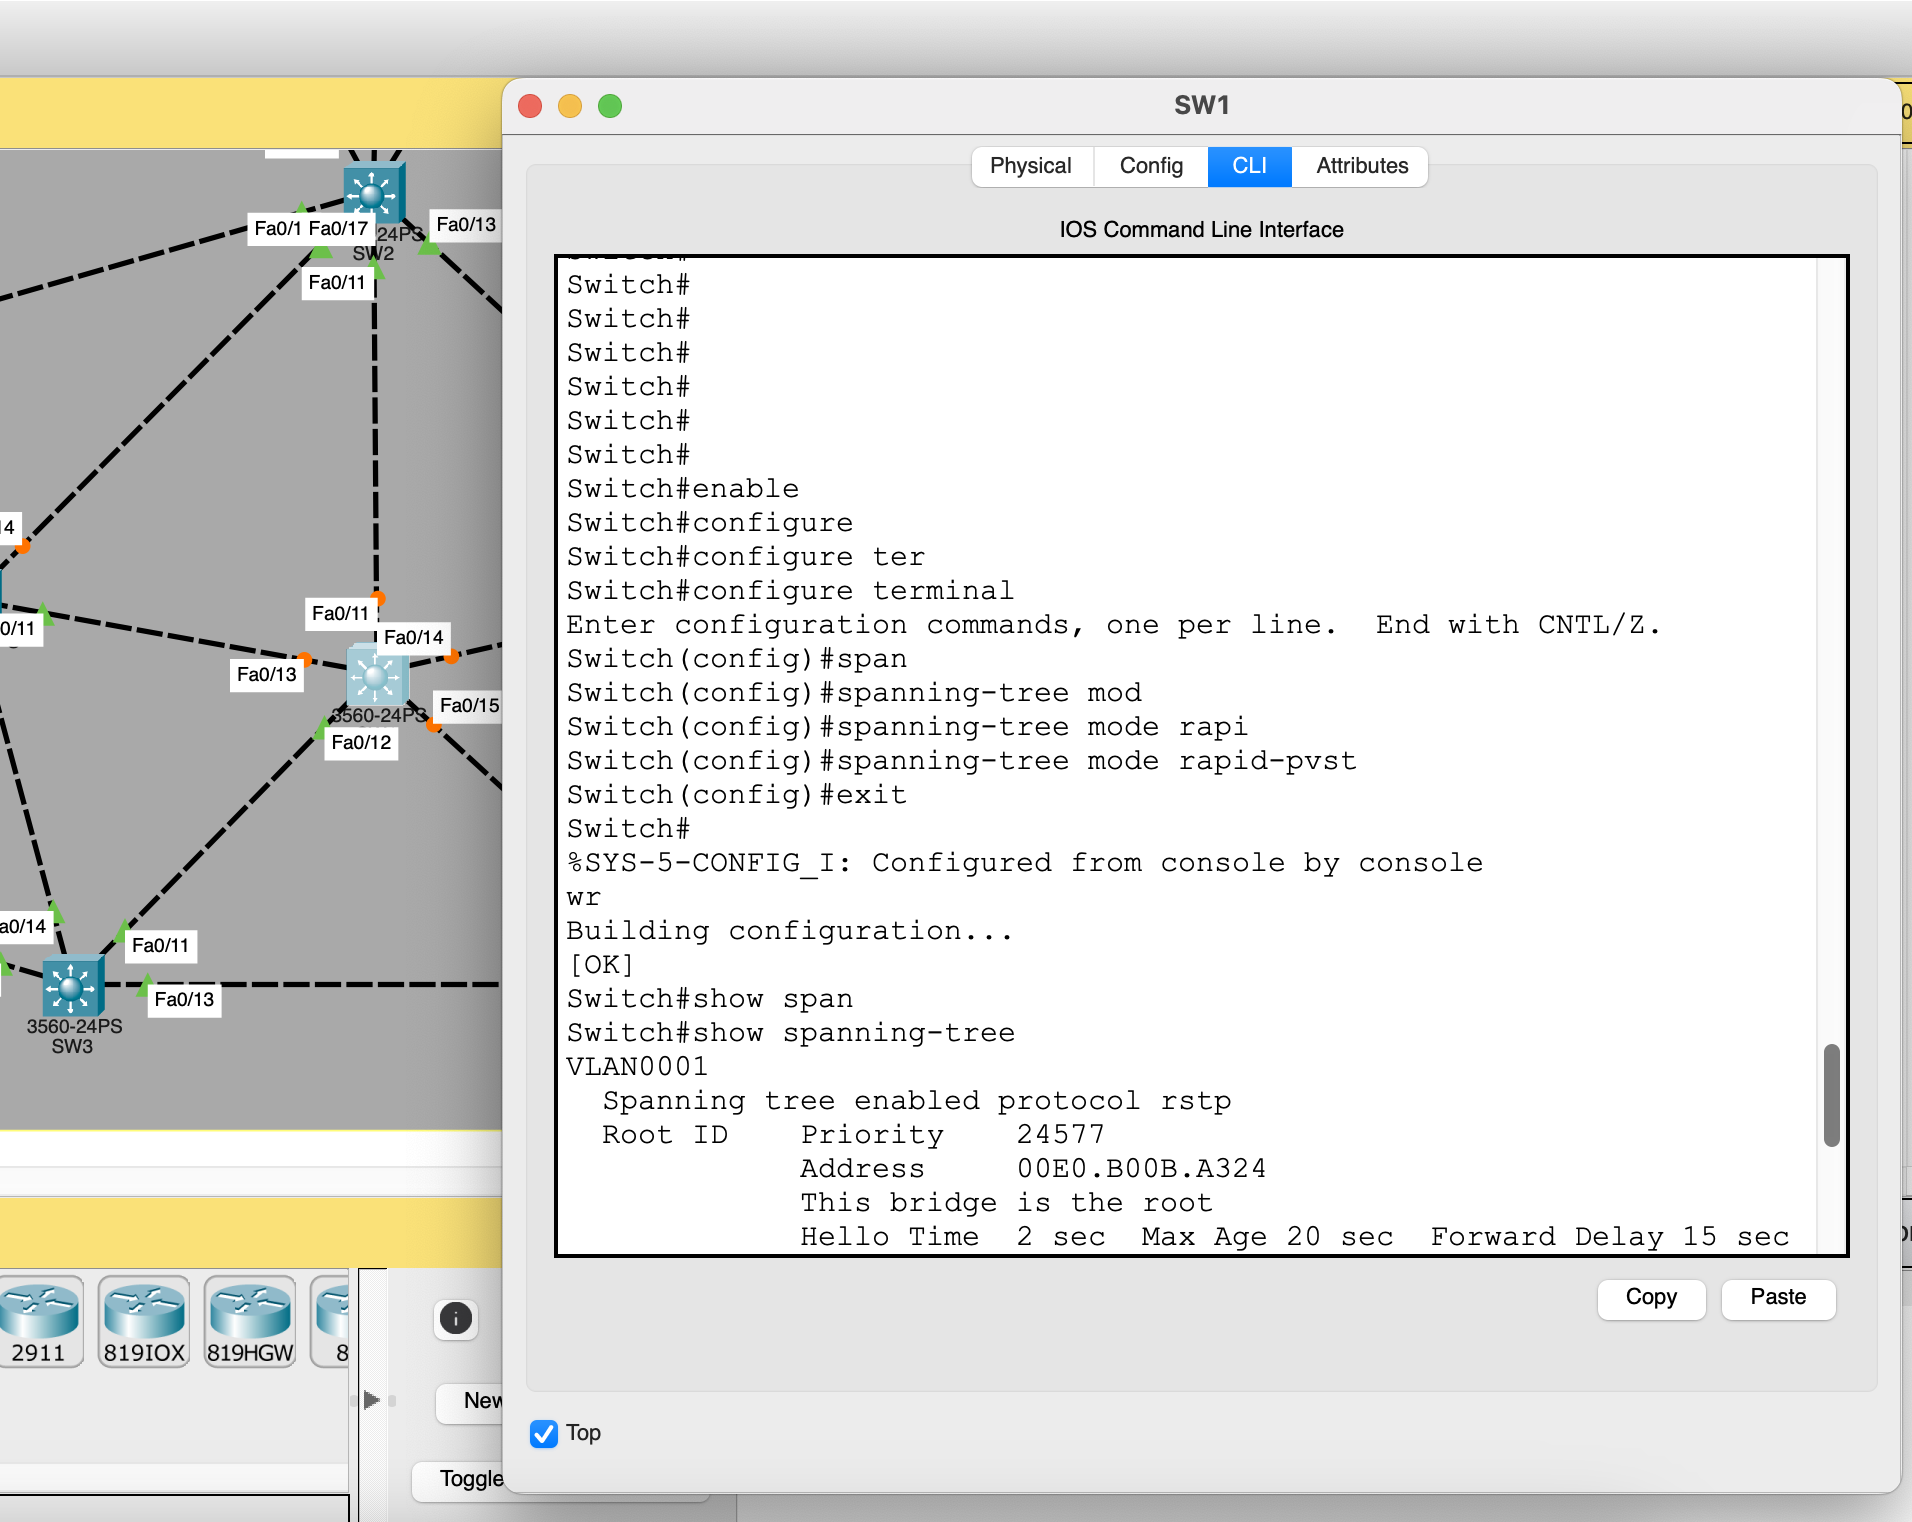 SW1
Physical
Config
CLI
Attributes
IOS Command Line Interface
Switch#
Switch#
Switch#
Switch#
Switch#
Switch#
Switch#enable
Switch#configure
Switch#configure ter
Switch#configure terminal
Enter configuration commands, one per line.  End with CNTL/Z.
Switch(config)#span
Switch(config)#spanning-tree mod
Switch(config)#spanning-tree mode rapi
Switch(config)#spanning-tree mode rapid-pvst
Switch(config)#exit
Switch#
%SYS-5-CONFIG_I: Configured from console by console
wr
Building configuration...
[OK]
Switch#show span
Switch#show spanning-tree
VLAN0001
Spanning tree enabled protocol rstp
Root ID    Priority    24577
Address     00E0.B00B.A324
This bridge is the root
Hello Time  2 sec  Max Age 20 sec  Forward Delay 15 sec
Copy
Paste
Top
Fa0/1
Fa0/17
24PS
Fa0/13
SW2
Fa0/11
14
0/11
Fa0/11
Fa0/14
Fa0/13
3560-24PS
Fa0/15
Fa0/12
a0/14
Fa0/11
Fa0/13
3560-24PS
SW3
2911
819IOX
819HGW
8
New
Toggle